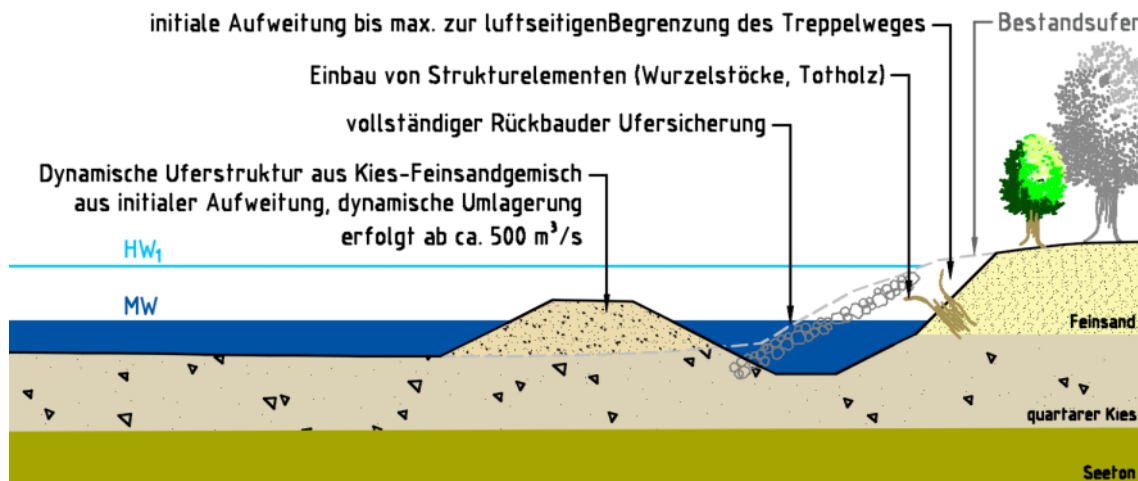 initiale Aufweitung bis max. zur luftseitigenBegrenzung des Treppelweges
Bestandsufer
Einbau von Strukturelementen (Wurzelstöcke, Totholz)
vollständiger Rückbauder Ufersicherung
Dynamische Uferstruktur aus Kies-Feinsandgemisch
aus initialer Aufweitung, dynamische Umlagerung
erfolgt ab ca. 500 m³/s
HW₁
MW
Feinsand
quartärer Kies
Seeton